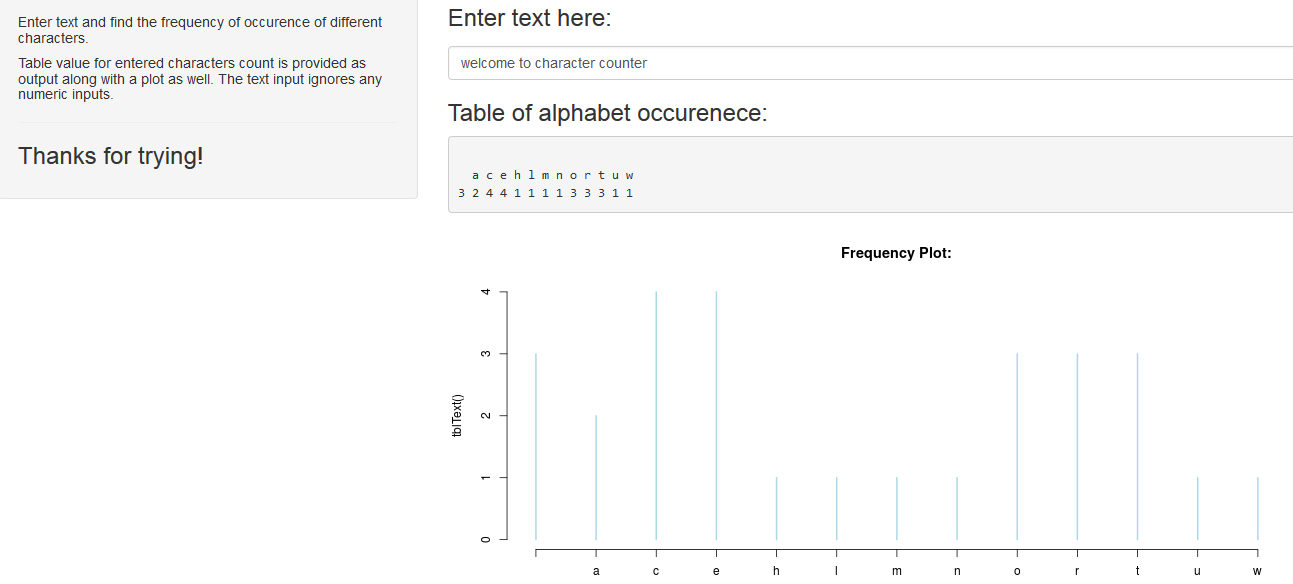 Enter text and find the frequency of occurence of different
characters.
Table value for entered characters count is provided as
output along with a plot as well. The text input ignores any
numeric inputs.
Thanks for trying!
Enter text here:
welcome to character counter
Table of alphabet occurenece:
a c e h l m n o r t u w
3 2 4 4 1 1 1 1 3 3 3 1 1
Frequency Plot:
tblText()
4
3
2
1
0
a c e h l m n o r t u w